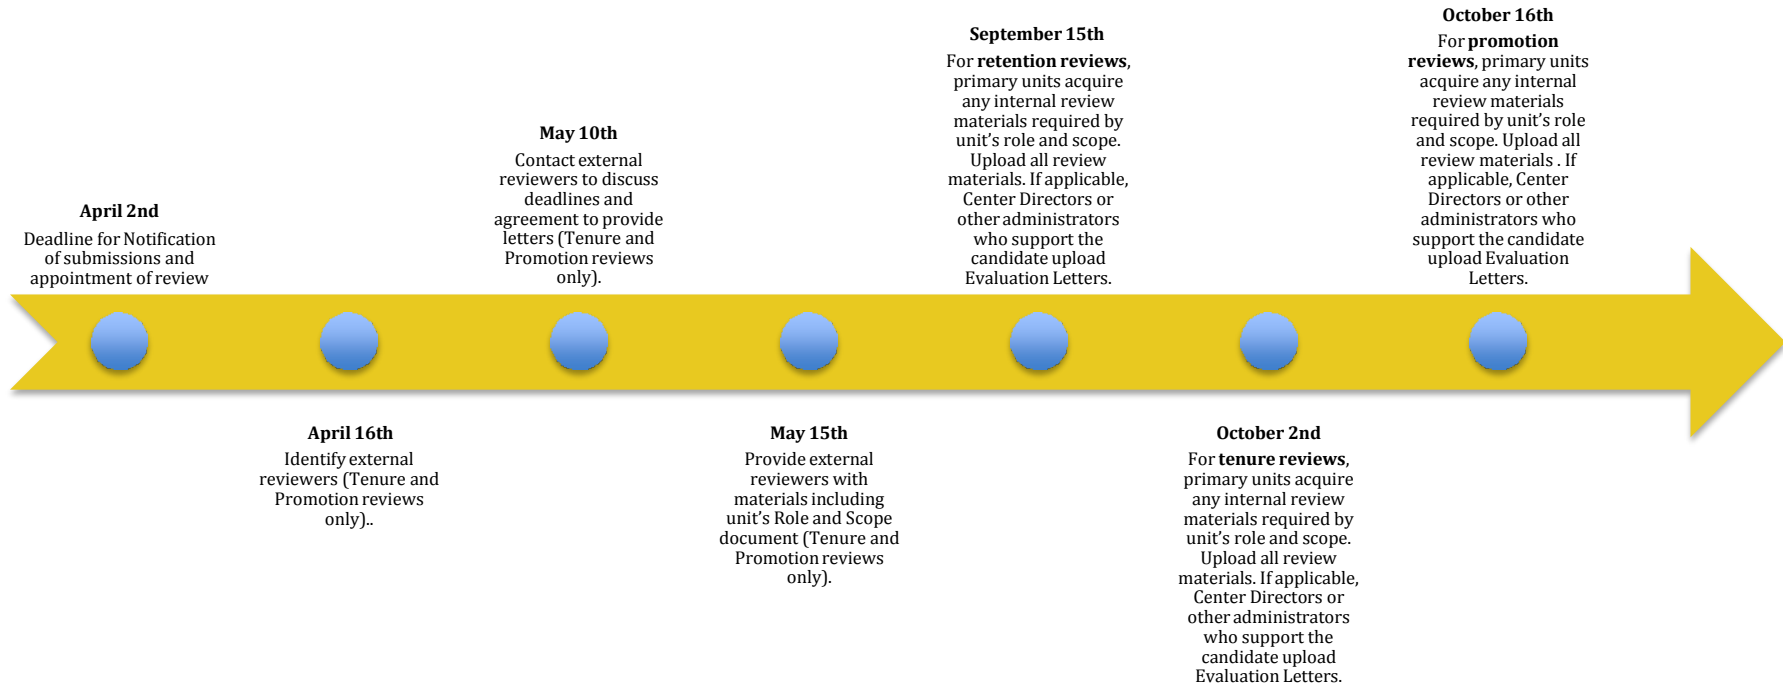 April 2nd
Deadline for Notification
of submissions and
appointment of review
April 16th
Identify external
reviewers (Tenure and
Promotion reviews
only)..
May 10th
Contact external
reviewers to discuss
deadlines and
agreement to provide
letters (Tenure and
Promotion reviews
only).
May 15th
Provide external
reviewers with
materials including
unit's Role and Scope
document (Tenure and
Promotion reviews
only).
September 15th
For retention reviews,
primary units acquire
any internal review
materials required by
unit's role and scope.
Upload all review
materials. If applicable,
Center Directors or
other administrators
who support the
candidate upload
Evaluation Letters.
October 2nd
For tenure reviews,
primary units acquire
any internal review
materials required by
unit's role and scope.
Upload all review
materials. If applicable,
Center Directors or
other administrators
who support the
candidate upload
Evaluation Letters.
October 16th
For promotion
reviews, primary units
acquire any internal
review materials
required by unit's role
and scope. Upload all
review materials . If
applicable, Center
Directors or other
administrators who
support the candidate
upload Evaluation
Letters.